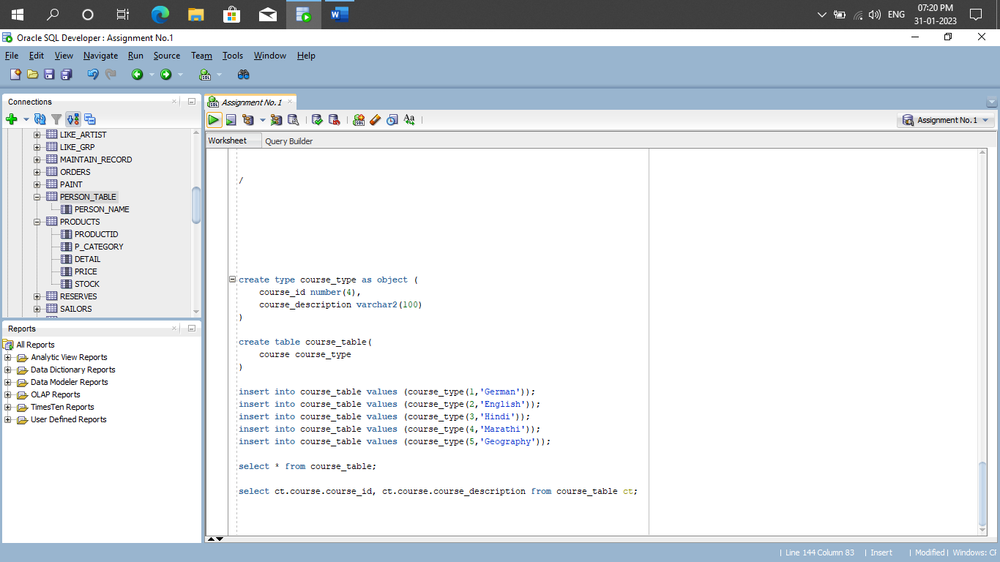 ENG
07:20 PM
31-01-2023
Oracle SQL Developer : Assignment No.1
File Edit View Navigate Run Source Team Tools Window Help
Connections
LIKE_ARTIST
LIKE_GRP
MAINTAIN_RECORD
ORDERS
PAINT
PERSON_TABLE
PERSON_NAME
PRODUCTS
PRODUCTID
P_CATEGORY
DETAIL
PRICE
STOCK
RESERVES
SAILORS
Reports
All Reports
Analytic View Reports
Data Dictionary Reports
Data Modeler Reports
OLAP Reports
TimesTen Reports
User Defined Reports
Assignment No.1
SQL
Aa
Assignment No.1
Worksheet Query Builder
/
create type course_type as object (
course_id number(4),
course_description varchar2(100)
)
create table course_table(
course course_type
)
insert into course_table values (course_type(1,'German'));
insert into course_table values (course_type(2,'English'));
insert into course_table values (course_type(3,'Hindi'));
insert into course_table values (course_type(4,'Marathi'));
insert into course_table values (course_type(5,'Geography'));
select * from course_table;
select ct.course.course_id, ct.course.course_description from course_table ct;
| Line 144 Column 83 | Insert | Modified | Windows: CF